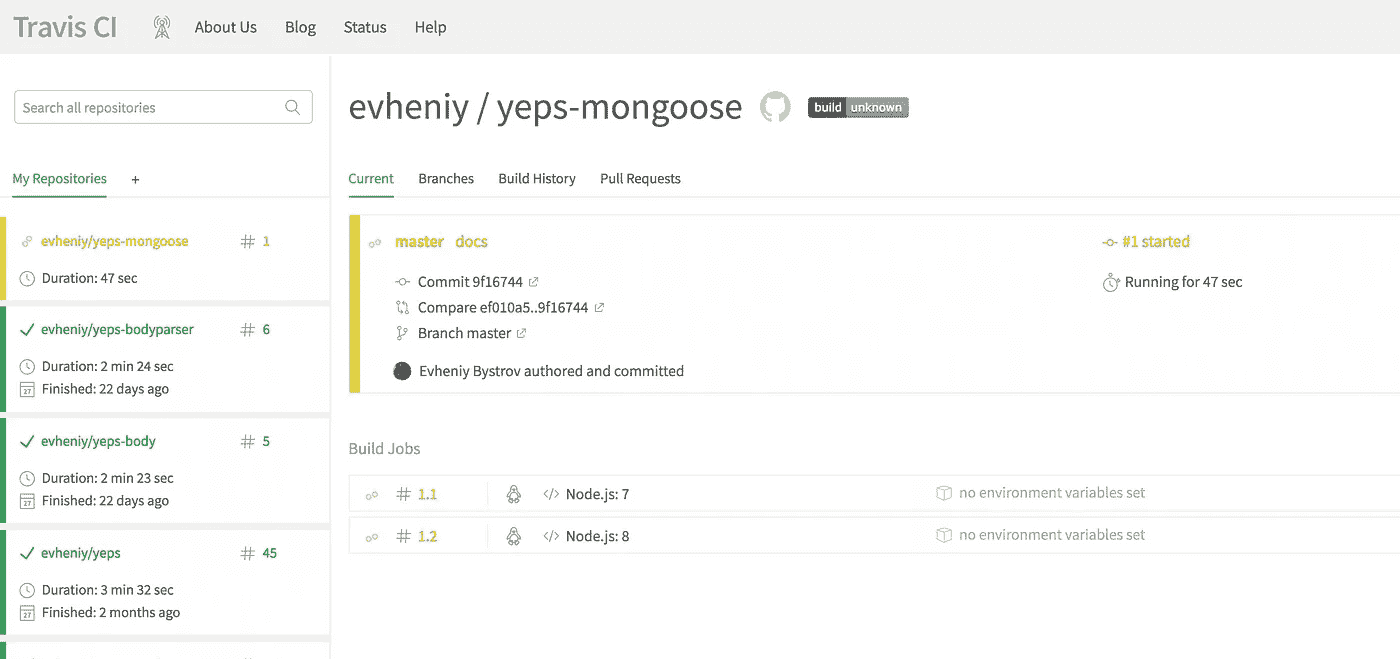 Travis CI About Us Blog Status Help
Search all repositories
My Repositories +
evheniy/yeps-mongoose # 1
Duration: 47 sec
evheniy/yeps-bodyparser # 6
Duration: 2 min 24 sec
27 Finished: 22 days ago
evheniy/yeps-body # 5
Duration: 2 min 23 sec
27 Finished: 22 days ago
evheniy/yeps # 45
Duration: 3 min 32 sec
27 Finished: 2 months ago
evheniy / yeps-mongoose build unknown
Current Branches Build History Pull Requests
master docs #1 started
Commit 9f16744 Running for 47 sec
Compare ef010a5..9f16744
Branch master
Evheniy Bystrov authored and committed
Build Jobs
# 1.1 </> Node.js: 7 no environment variables set
# 1.2 </> Node.js: 8 no environment variables set